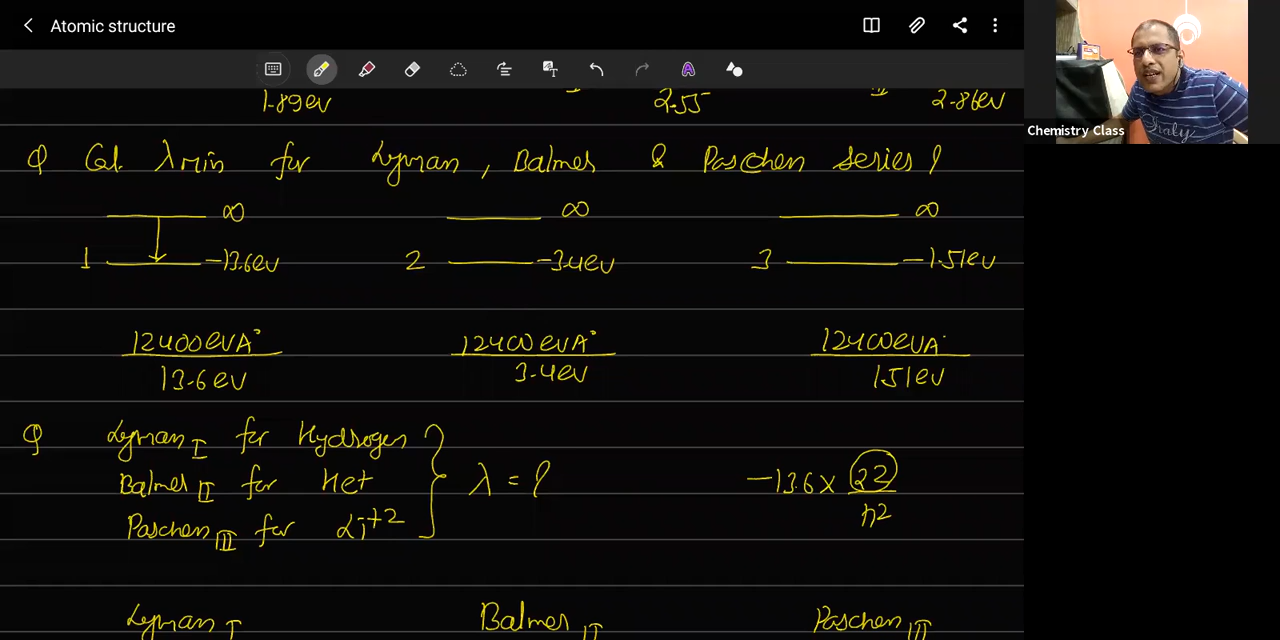 Atomic structure
1.89ev 2.55 2.86ev
Q Cal. λmin for Lyman, Balmer & Paschen series?
∞ ∞ ∞
1 -13.6ev 2 -3.4ev 3 -1.51ev
12400evA° 12400evA° 12400evA°
13.6ev 3.4ev 1.51ev
Q Lyman I for Hydrogen
Balmer II for He+ λ = ? -13.6 x Z2
Paschen III for Li+2 n2
Lyman I Balmer II Paschen III
Chemistry Class